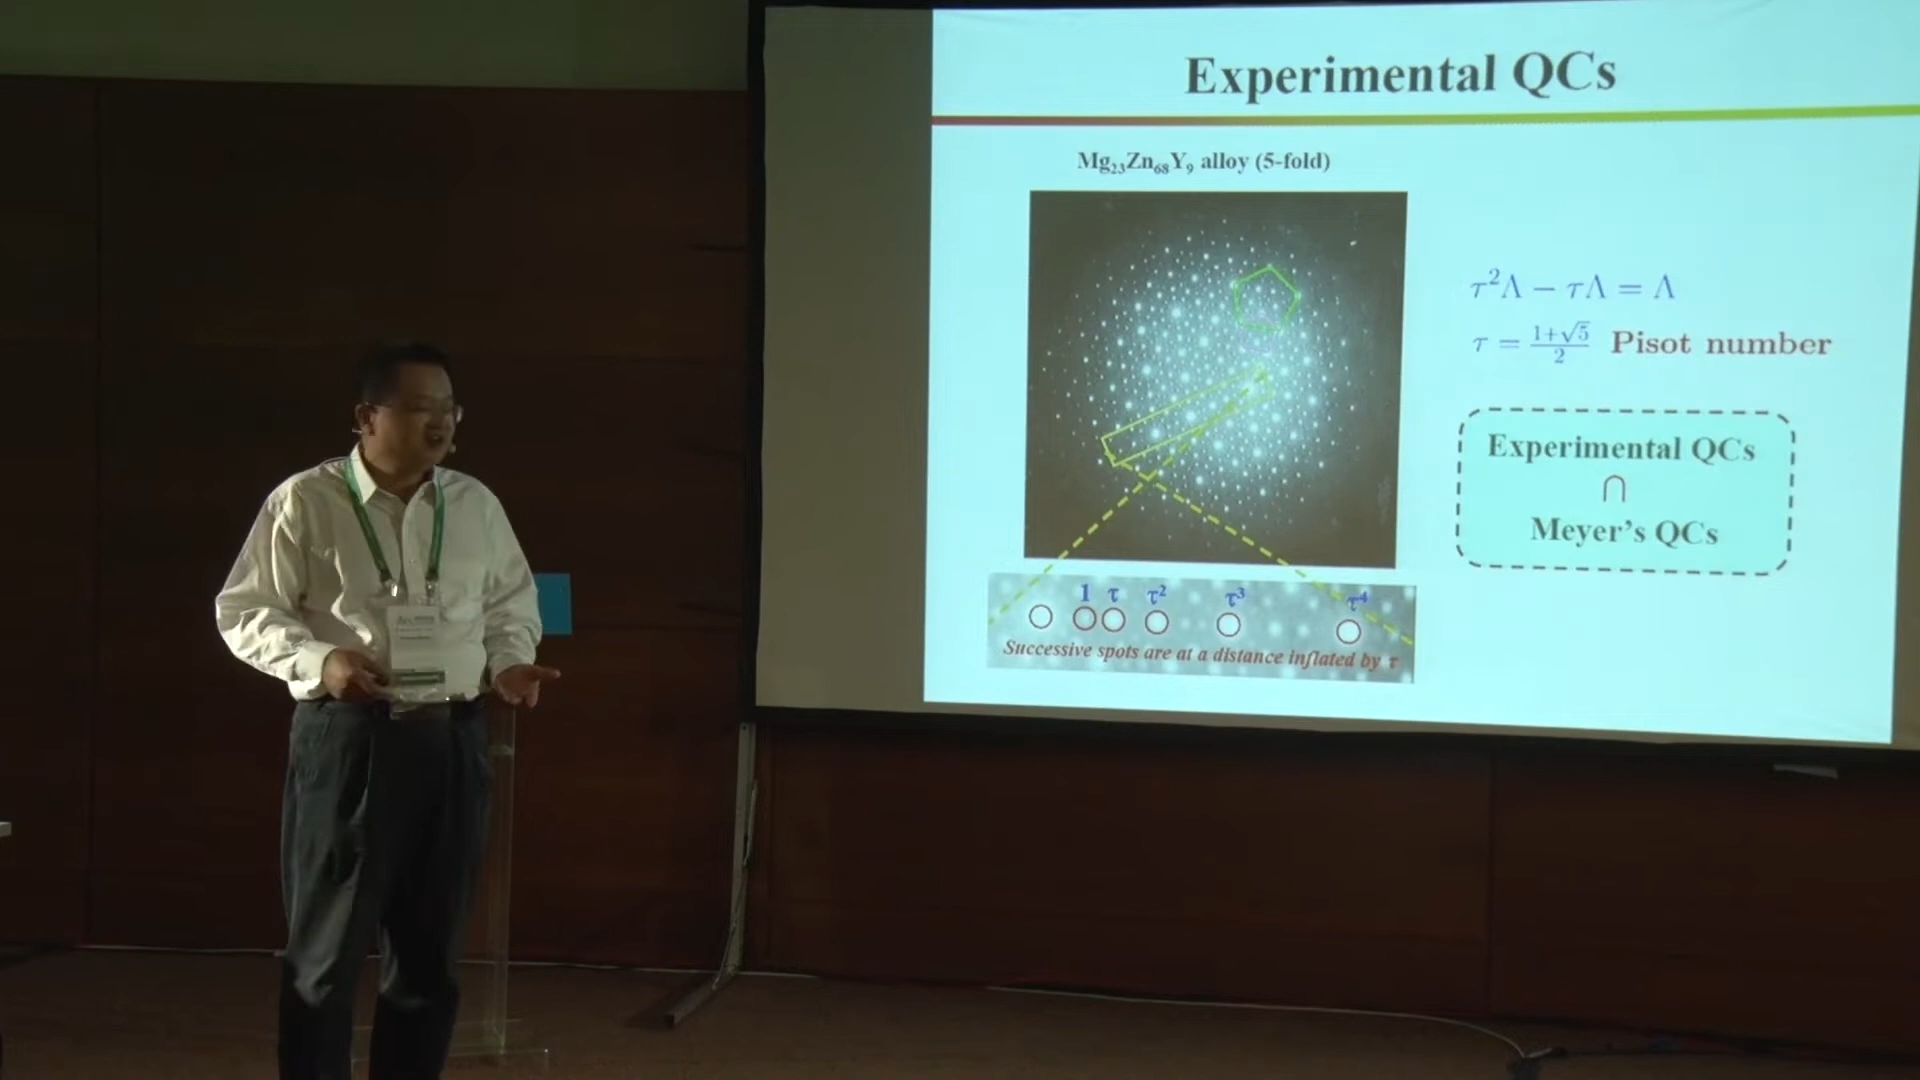 Experimental QCs
Mg₂₃Zn₆₈Y₉ alloy (5-fold)
τ²Λ − τΛ = Λ
τ = (1+√5)/2 Pisot number
Experimental QCs
∩
Meyer's QCs
1 τ τ² τ³ τ⁴
Successive spots are at a distance inflated by τ